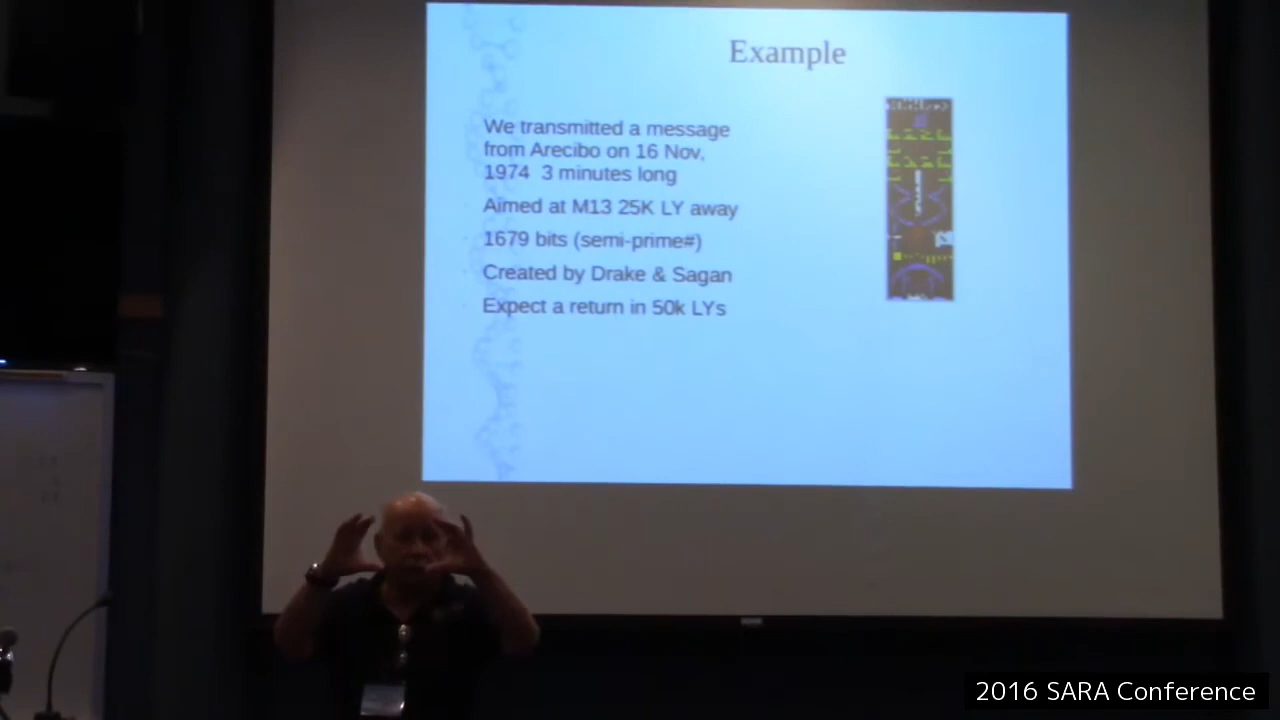 Example
We transmitted a message
from Arecibo on 16 Nov,
1974 3 minutes long
Aimed at M13 25K LY away
1679 bits (semi-prime#)
Created by Drake & Sagan
Expect a return in 50k LYs
2016 SARA Conference